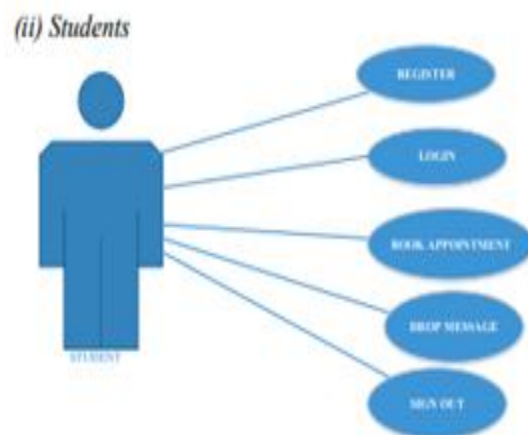 (ii) Students
REGISTER
LOGIN
BOOK APPOINTMENT
DROP MESSAGE
SIGN OUT
STUDENT